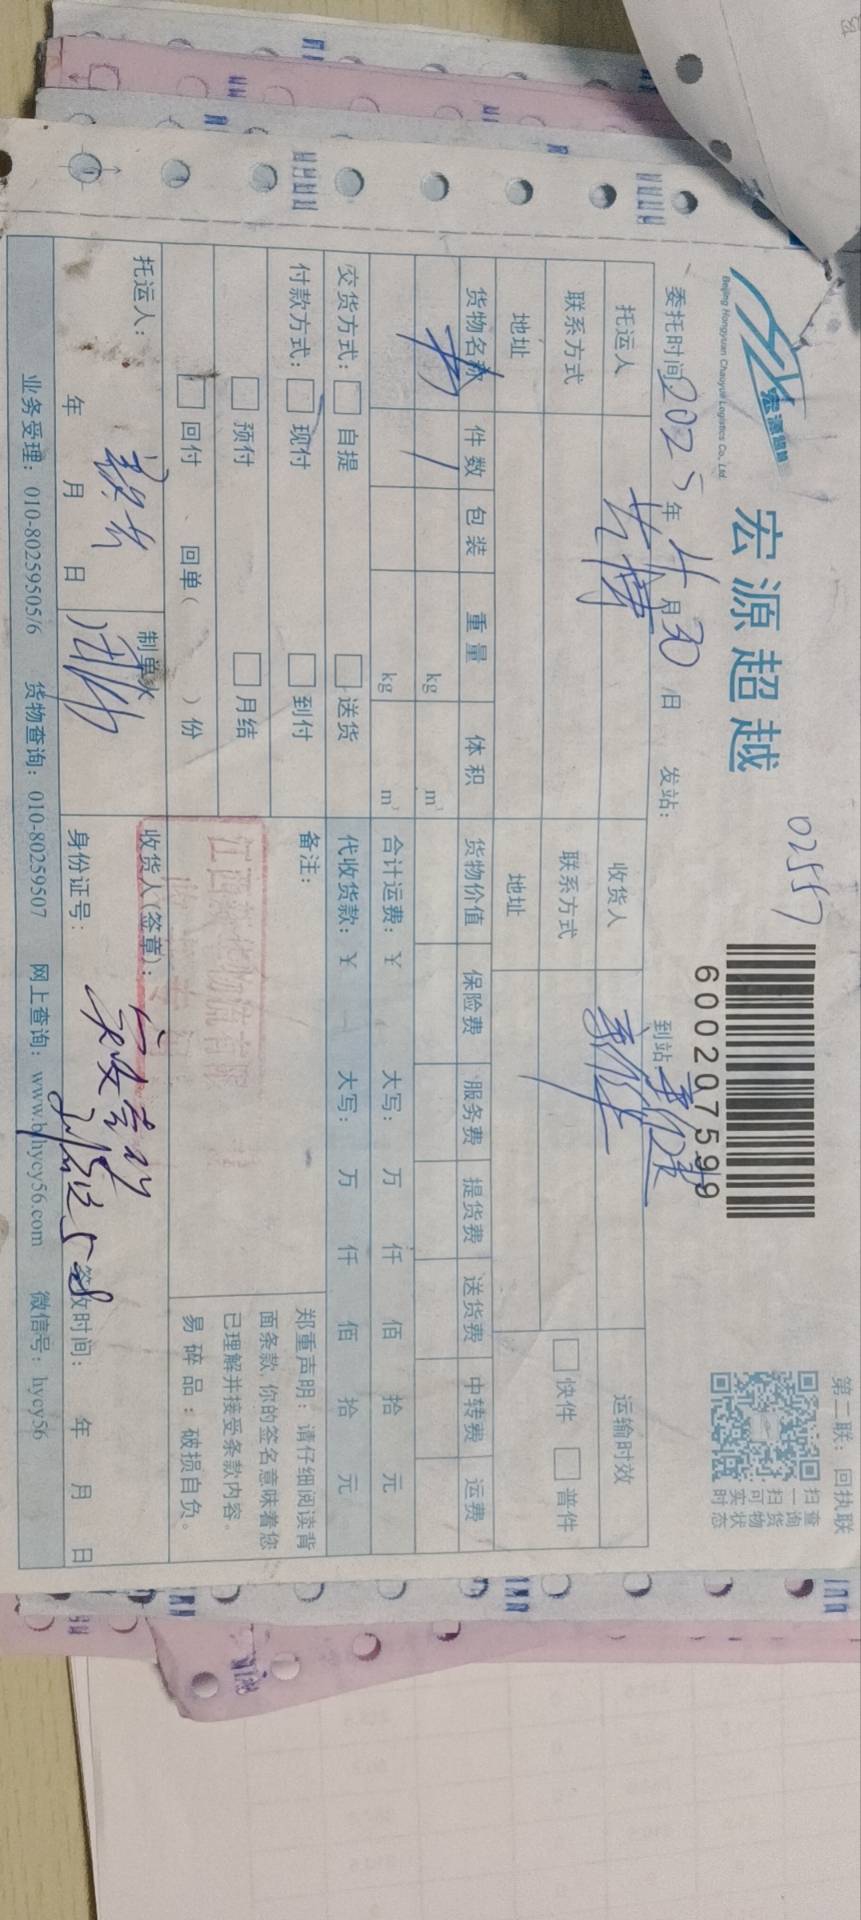 第二联：回执联
宏源智能
Beijing Hongyuan Chaoyue Logistics Co., Ltd.
宏源超越
02557
6002075999
扫查
一询
扫货
可物
实状
时态
委托时间 2025 年 4 月 30 日 发站： 到站：
托运人 收货人 运输时效
联系方式 联系方式 快件 普件
地址 地址
货物名称 件数 包装 重量 体积 货物价值 保险费 服务费 提货费 送货费 中转费 运费
书 1 kg m³
kg m³ 合计运费：￥ 大写： 万 仟 佰 拾 元
交货方式： 自提 送货 代收货款：￥ 大写： 万 仟 佰 拾 元
付款方式： 现付 到付 备注：
预付 月结
回付 回单（ ）份
郑重声明：请仔细阅读背
面条款，你的签名意味着您
已理解并接受条款内容。
易碎品：破损自负。
托运人： 制单人 收货人（签章）：
年 月 日 身份证号： 签收时间： 年 月 日
业务受理：010-80259505/6 货物查询：010-80259507 网上查询：www.bjhycy56.com 微信号：hycy56